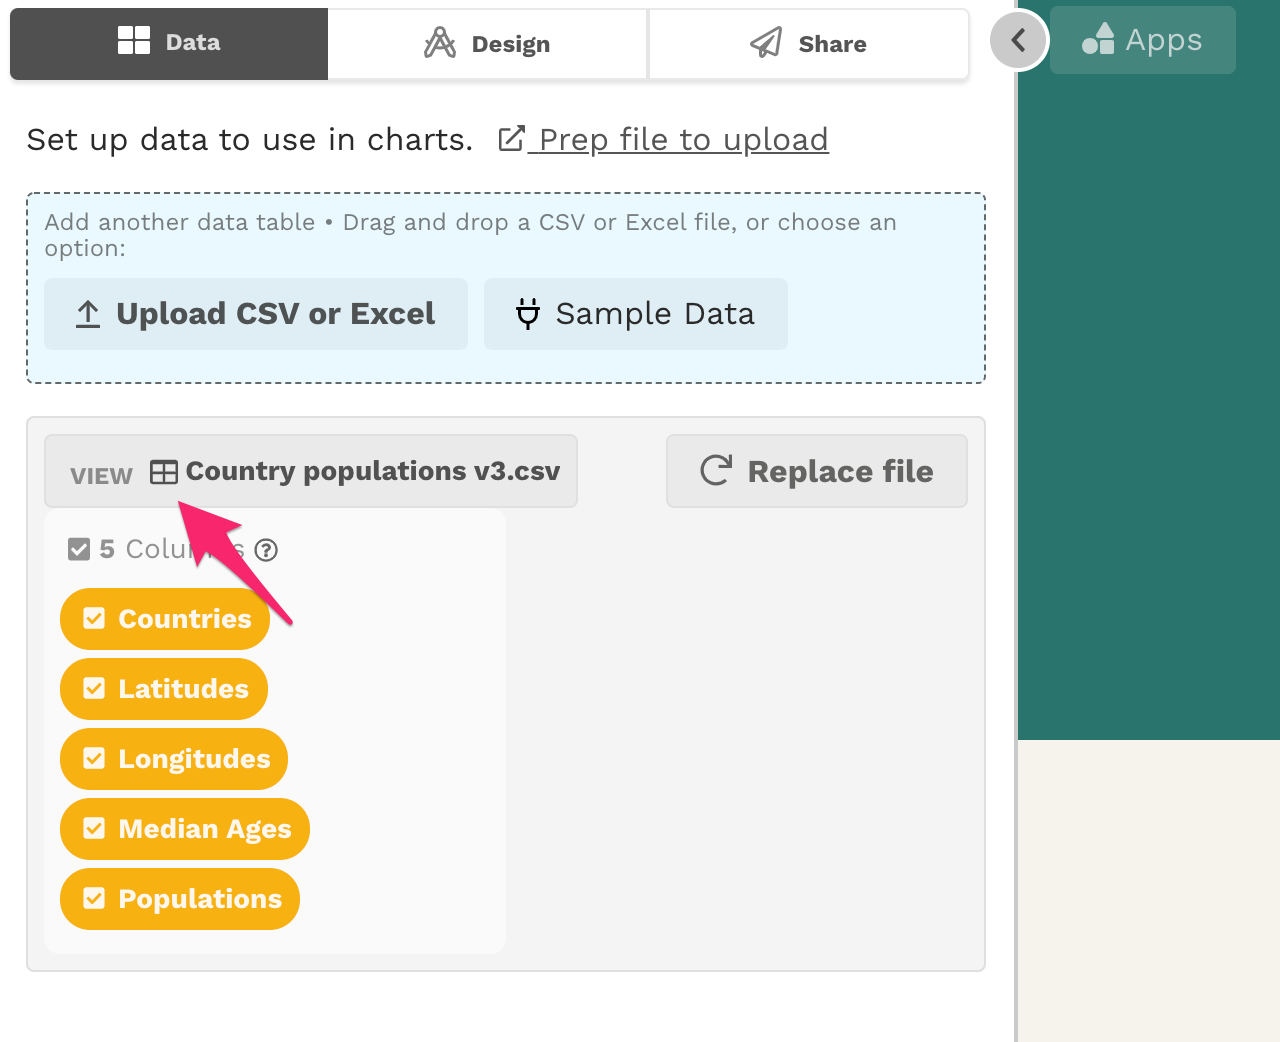 Data
Design
Share
Apps
Set up data to use in charts. Prep file to upload
Add another data table • Drag and drop a CSV or Excel file, or choose an
option:
Upload CSV or Excel
Sample Data
VIEW Country populations v3.csv
Replace file
5 Columns ?
Countries
Latitudes
Longitudes
Median Ages
Populations